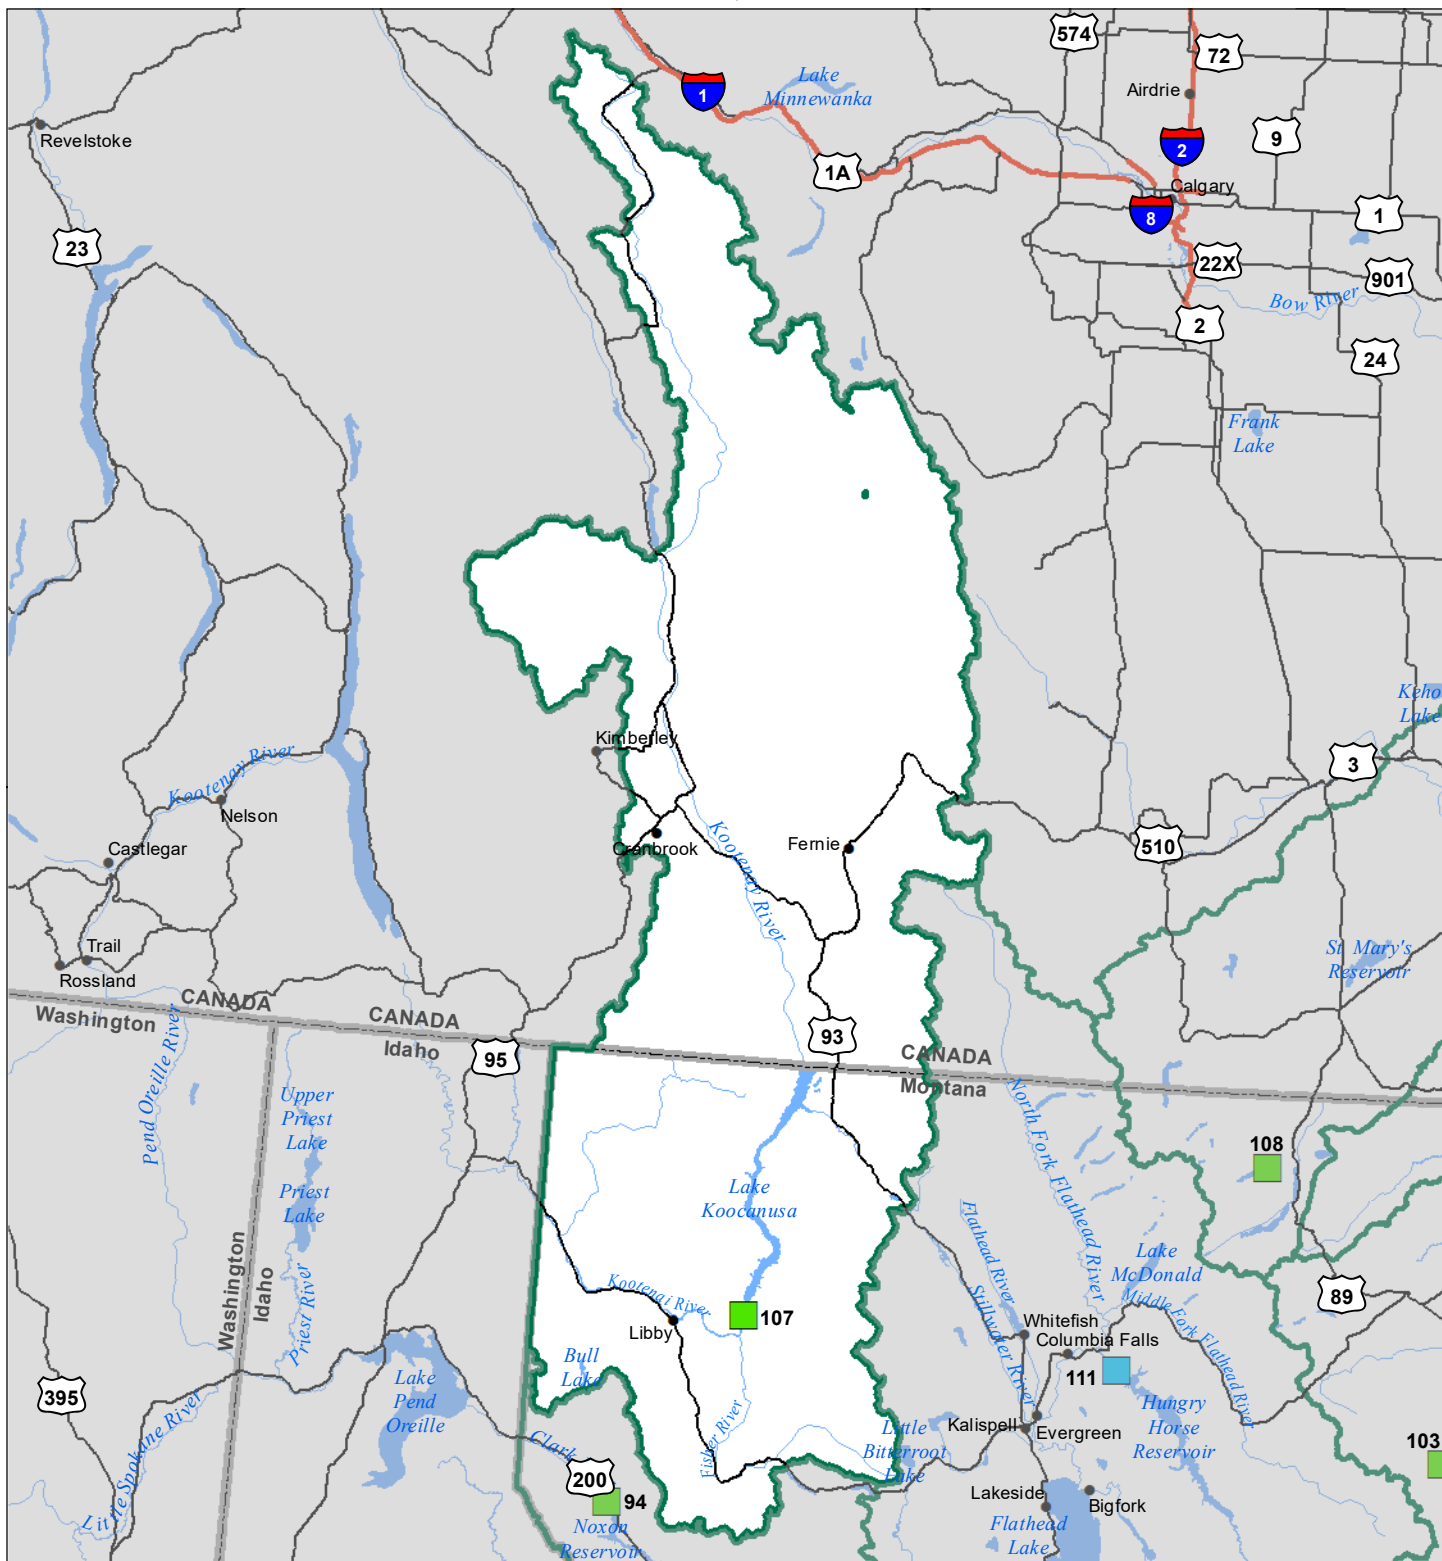 574
72
1
Lake
Minnewanka
Airdrie
Revelstoke
9
2
1A
Calgary
8
1
23
22X
901
Bow River
2
24
Frank
Lake
Keho
Lake
Kimberley
Kootenay River
3
Nelson
Kootenay River
Castlegar
Cranbrook
Fernie
510
Trail
Rossland
St. Mary's
Reservoir
CANADA
Washington
CANADA
Idaho
95
93
CANADA
Montana
Pend Oreille River
Upper
Priest
Lake
North Fork Flathead River
108
Priest
Lake
Lake
Koocanusa
Flathead River
Lake
McDonald
Washington
Idaho
Priest River
Kootenai River
107
Libby
Stillwater River
Middle Fork Flathead River
89
Whitefish
Columbia Falls
Bull
Lake
111
395
Lake
Pend
Oreille
Hungry
Horse
Reservoir
Little Spokane River
Clark
Fisher River
Little
Bitterroot
Lake
Kalispell
Evergreen
103
200
94
Noxon
Reservoir
Lakeside
Bigfork
Flathead
Lake